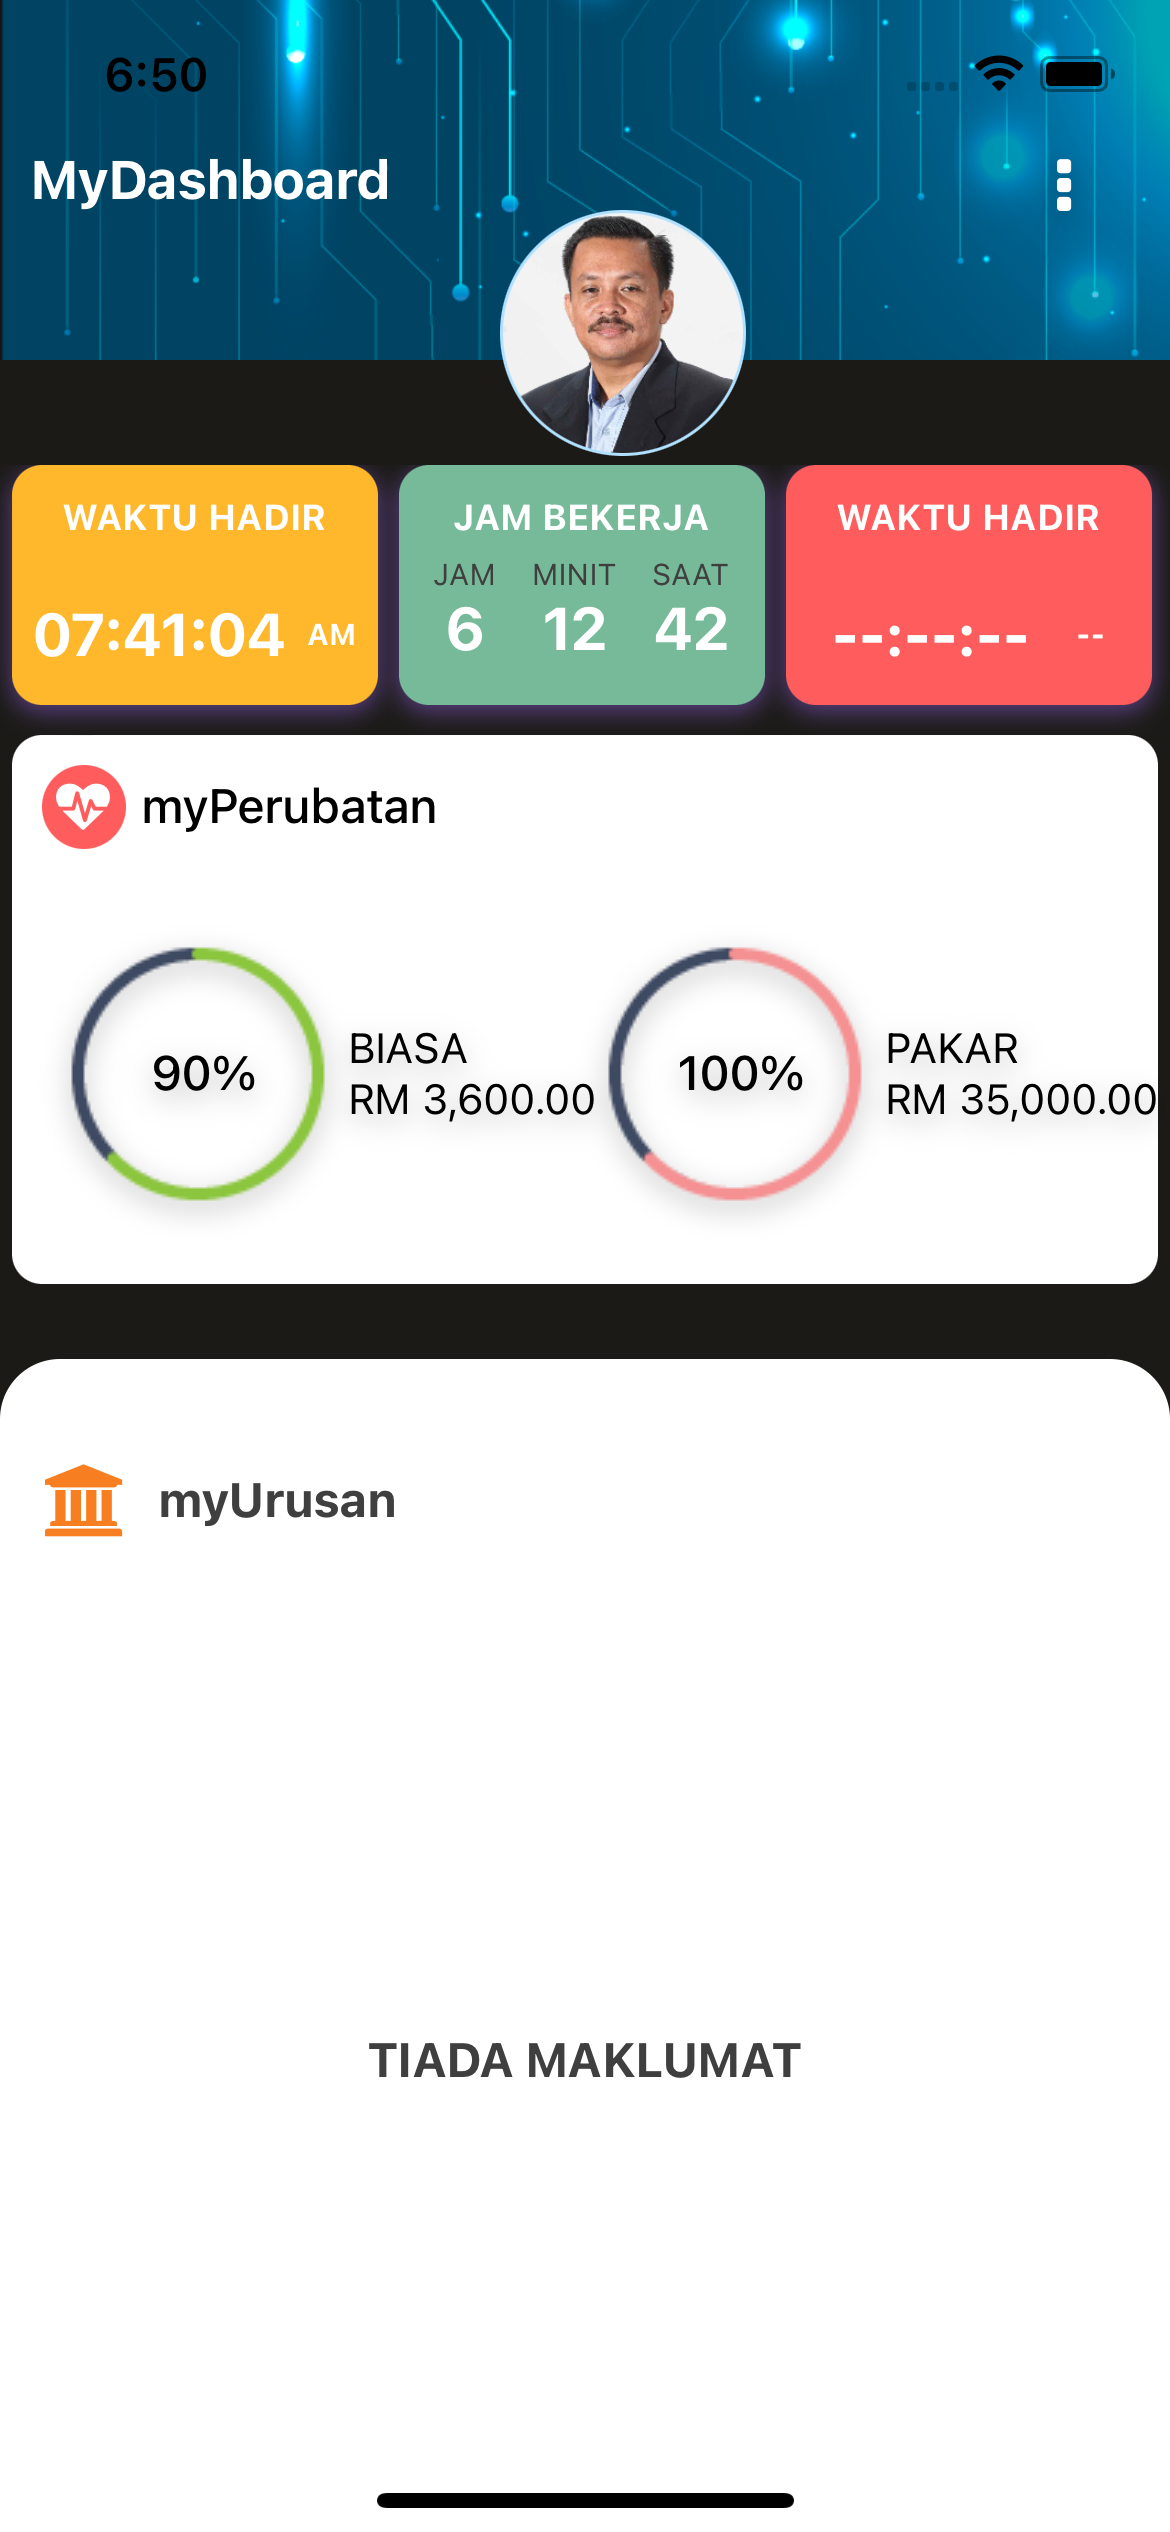 6:50
MyDashboard
WAKTU HADIR
07:41:04 AM
JAM BEKERJA
JAM MINIT SAAT
6 12 42
WAKTU HADIR
--:--:-- --
myPerubatan
90%
BIASA
RM 3,600.00
100%
PAKAR
RM 35,000.00
myUrusan
TIADA MAKLUMAT